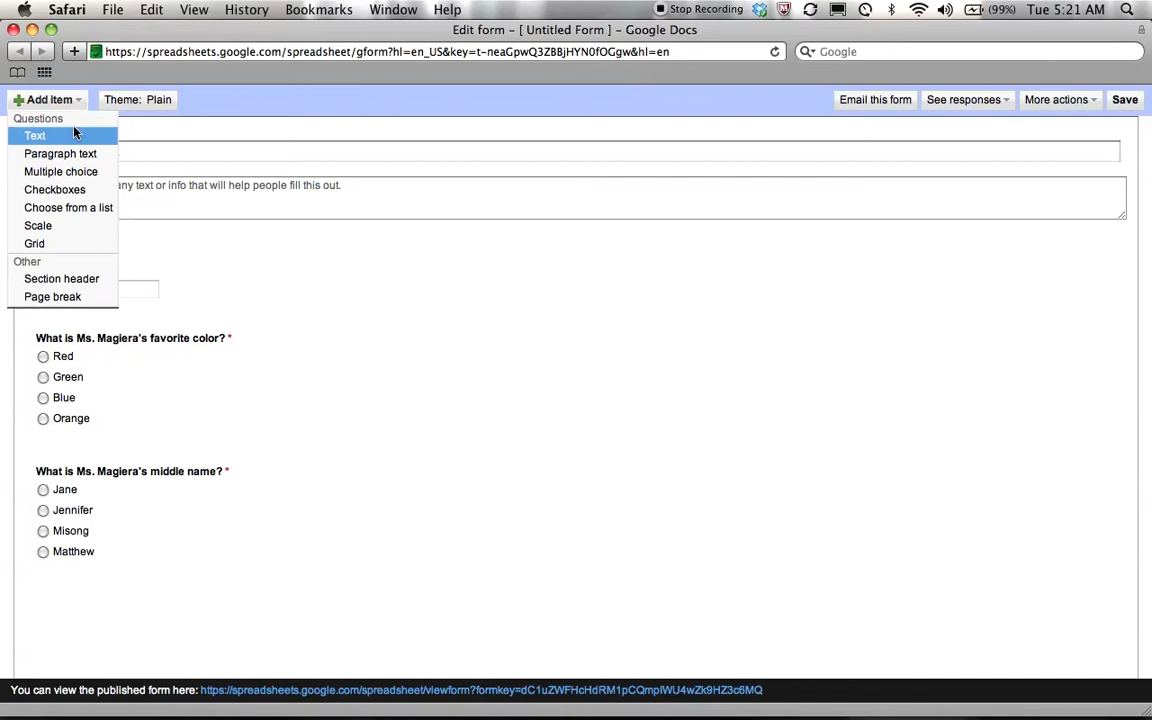 Safari File Edit View History Bookmarks Window Help Stop Recording (99%) Tue 5:21 AM
Edit form – [ Untitled Form ] – Google Docs
https://spreadsheets.google.com/spreadsheet/gform?hl=en_US&key=t-neaGpwQ3ZBBjHYN0fOGgw&hl=en Google
Add item Theme: Plain Email this form See responses More actions Save
Questions
Text
Paragraph text
Multiple choice
Checkboxes
Choose from a list
Scale
Grid
Other
Section header
Page break
any text or info that will help people fill this out.
What is Ms. Magiera's favorite color? *
Red
Green
Blue
Orange
What is Ms. Magiera's middle name? *
Jane
Jennifer
Misong
Matthew
You can view the published form here: https://spreadsheets.google.com/spreadsheet/viewform?formkey=dC1uZWFHcHdRM1pCQmpIWU4wZk9HZ3c6MQ